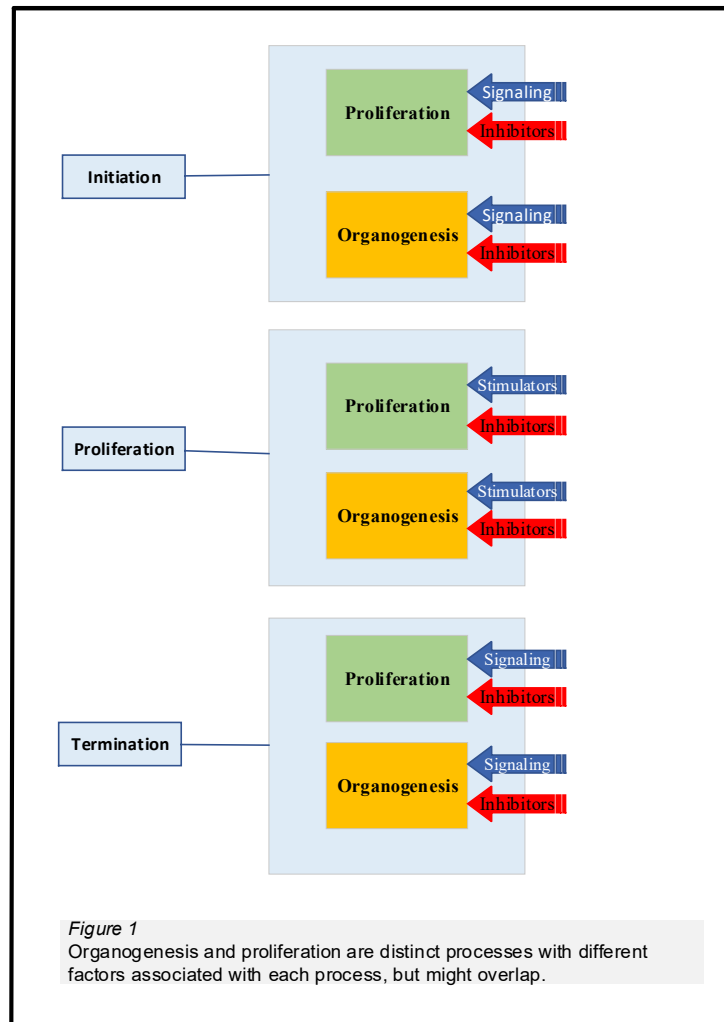 Signaling
Proliferation
Inhibitors
Initiation
Signaling
Organogenesis
Inhibitors
Stimulators
Proliferation
Inhibitors
Proliferation
Stimulators
Organogenesis
Inhibitors
Signaling
Proliferation
Inhibitors
Termination
Signaling
Organogenesis
Inhibitors
Figure 1
Organogenesis and proliferation are distinct processes with different
factors associated with each process, but might overlap.